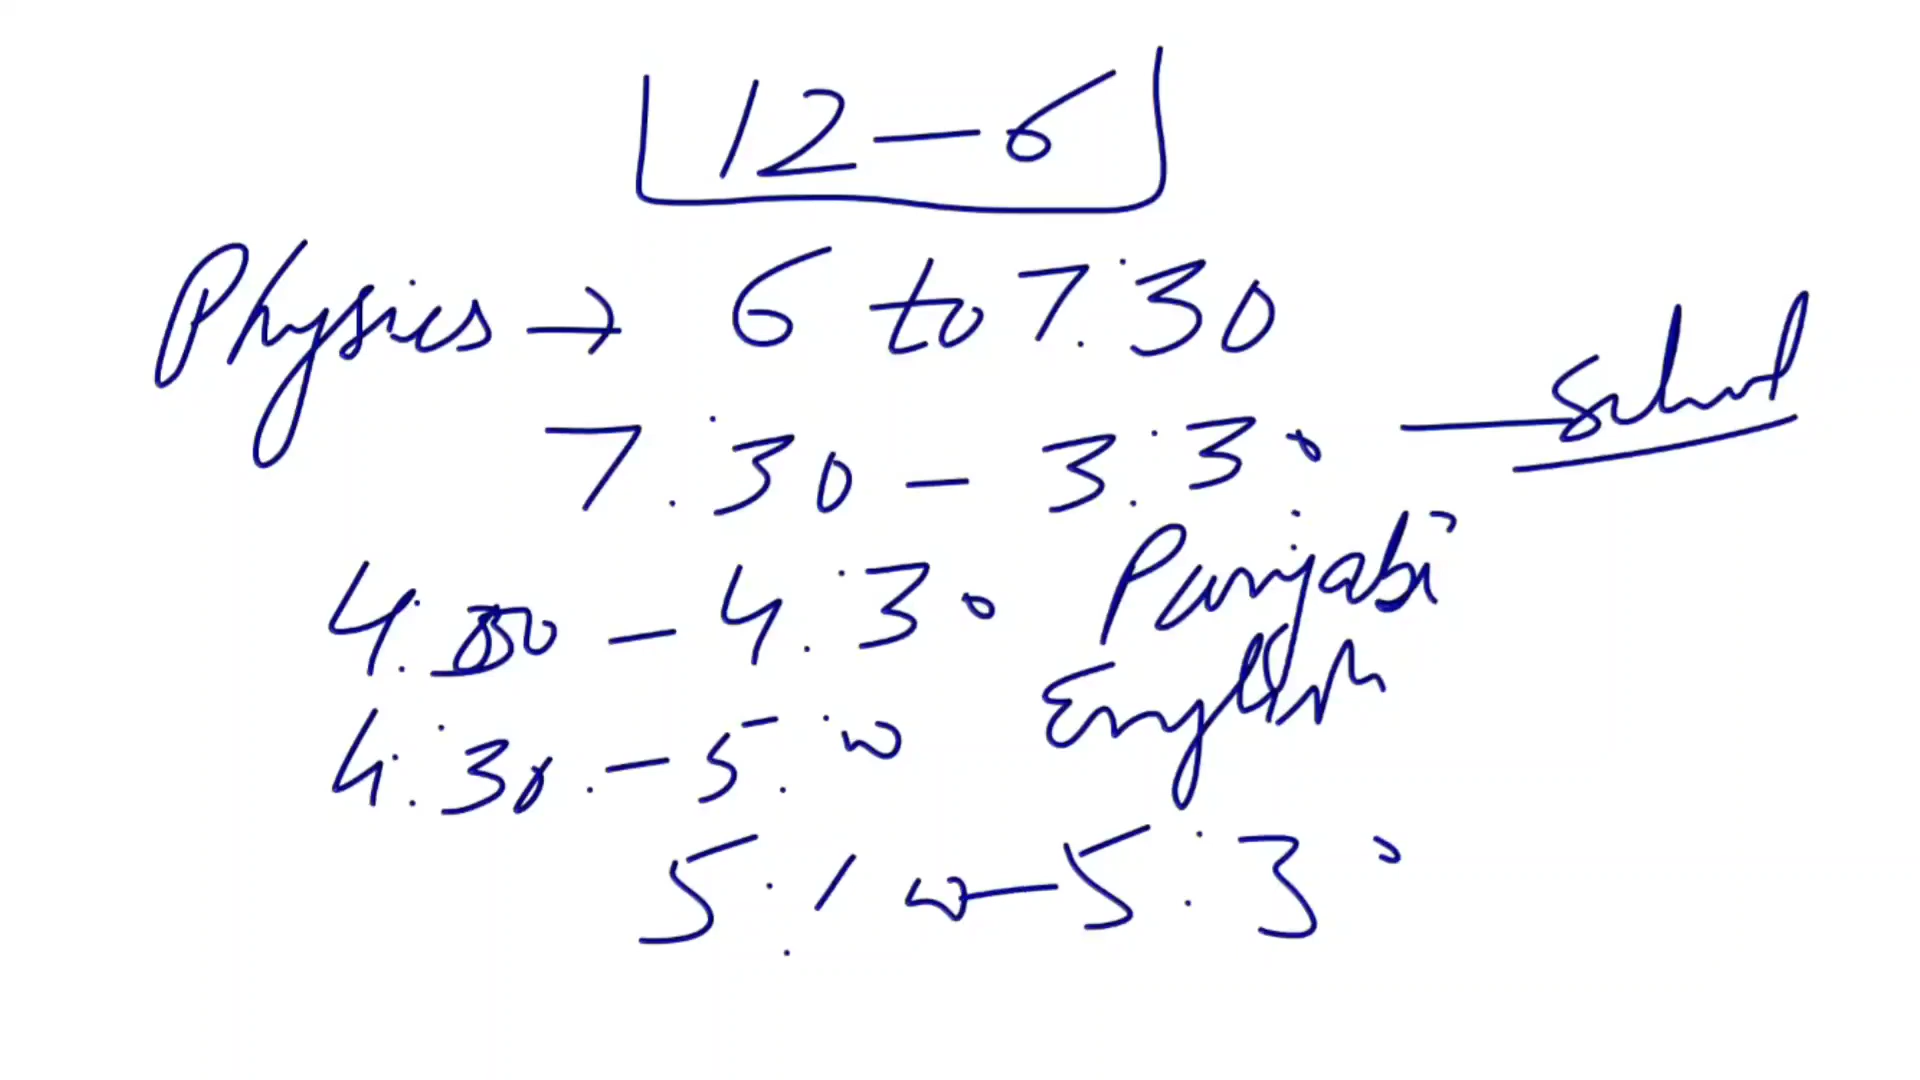 12-6
Physics → 6 to 7:30
7:30 - 3:30 — School
4:00 - 4:30 Punjabi
4:30 - 5:00 English
5:00 - 5:30